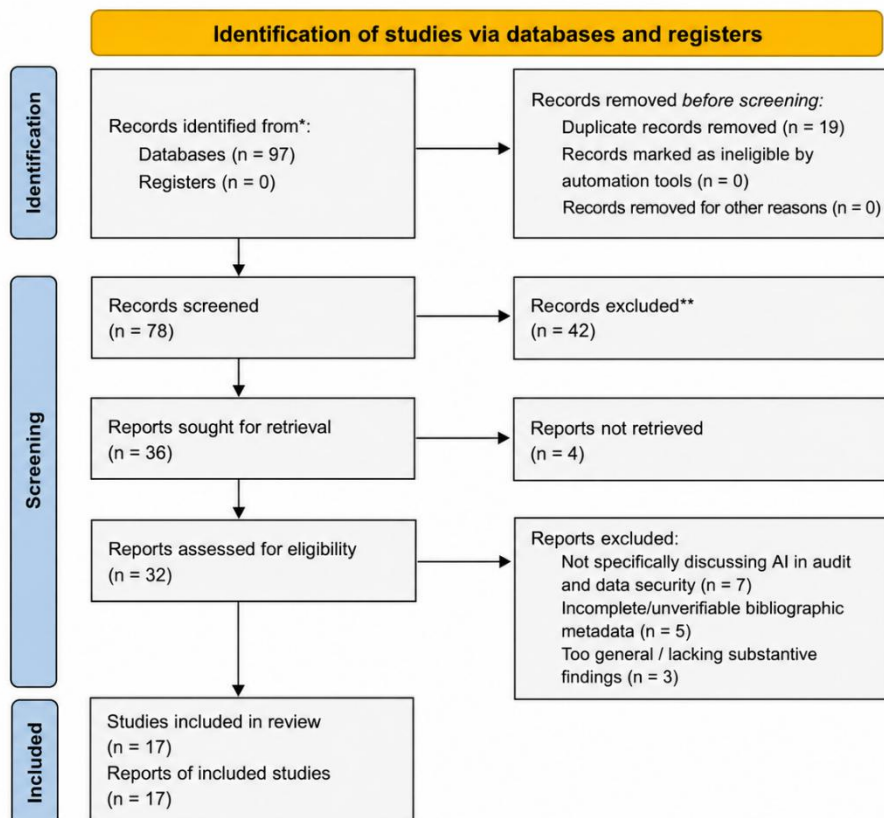 Identification of studies via databases and registers
Identification
Records identified from*:
Databases (n = 97)
Registers (n = 0)
Records removed before screening:
Duplicate records removed (n = 19)
Records marked as ineligible by
automation tools (n = 0)
Records removed for other reasons (n = 0)
Screening
Records screened
(n = 78)
Records excluded**
(n = 42)
Reports sought for retrieval
(n = 36)
Reports not retrieved
(n = 4)
Reports assessed for eligibility
(n = 32)
Reports excluded:
Not specifically discussing AI in audit
and data security (n = 7)
Incomplete/unverifiable bibliographic
metadata (n = 5)
Too general / lacking substantive
findings (n = 3)
Included
Studies included in review
(n = 17)
Reports of included studies
(n = 17)